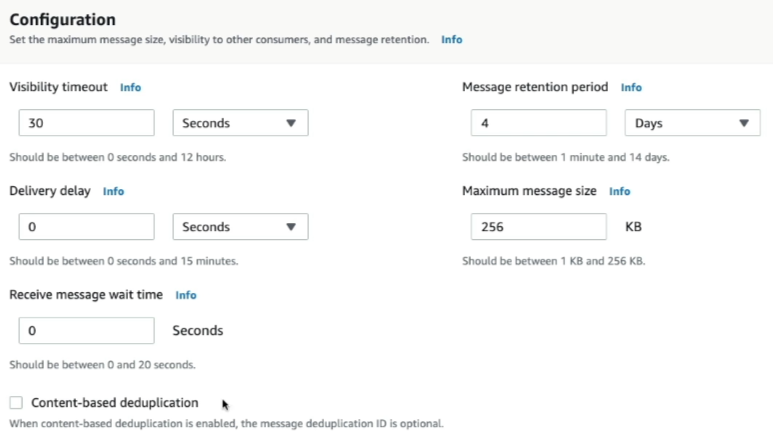 Configuration
Set the maximum message size, visibility to other consumers, and message retention. Info
Visibility timeout Info
30 Seconds
Should be between 0 seconds and 12 hours.
Message retention period Info
4 Days
Should be between 1 minute and 14 days.
Delivery delay Info
0 Seconds
Should be between 0 seconds and 15 minutes.
Maximum message size Info
256 KB
Should be between 1 KB and 256 KB.
Receive message wait time Info
0 Seconds
Should be between 0 and 20 seconds.
Content-based deduplication
When content-based deduplication is enabled, the message deduplication ID is optional.